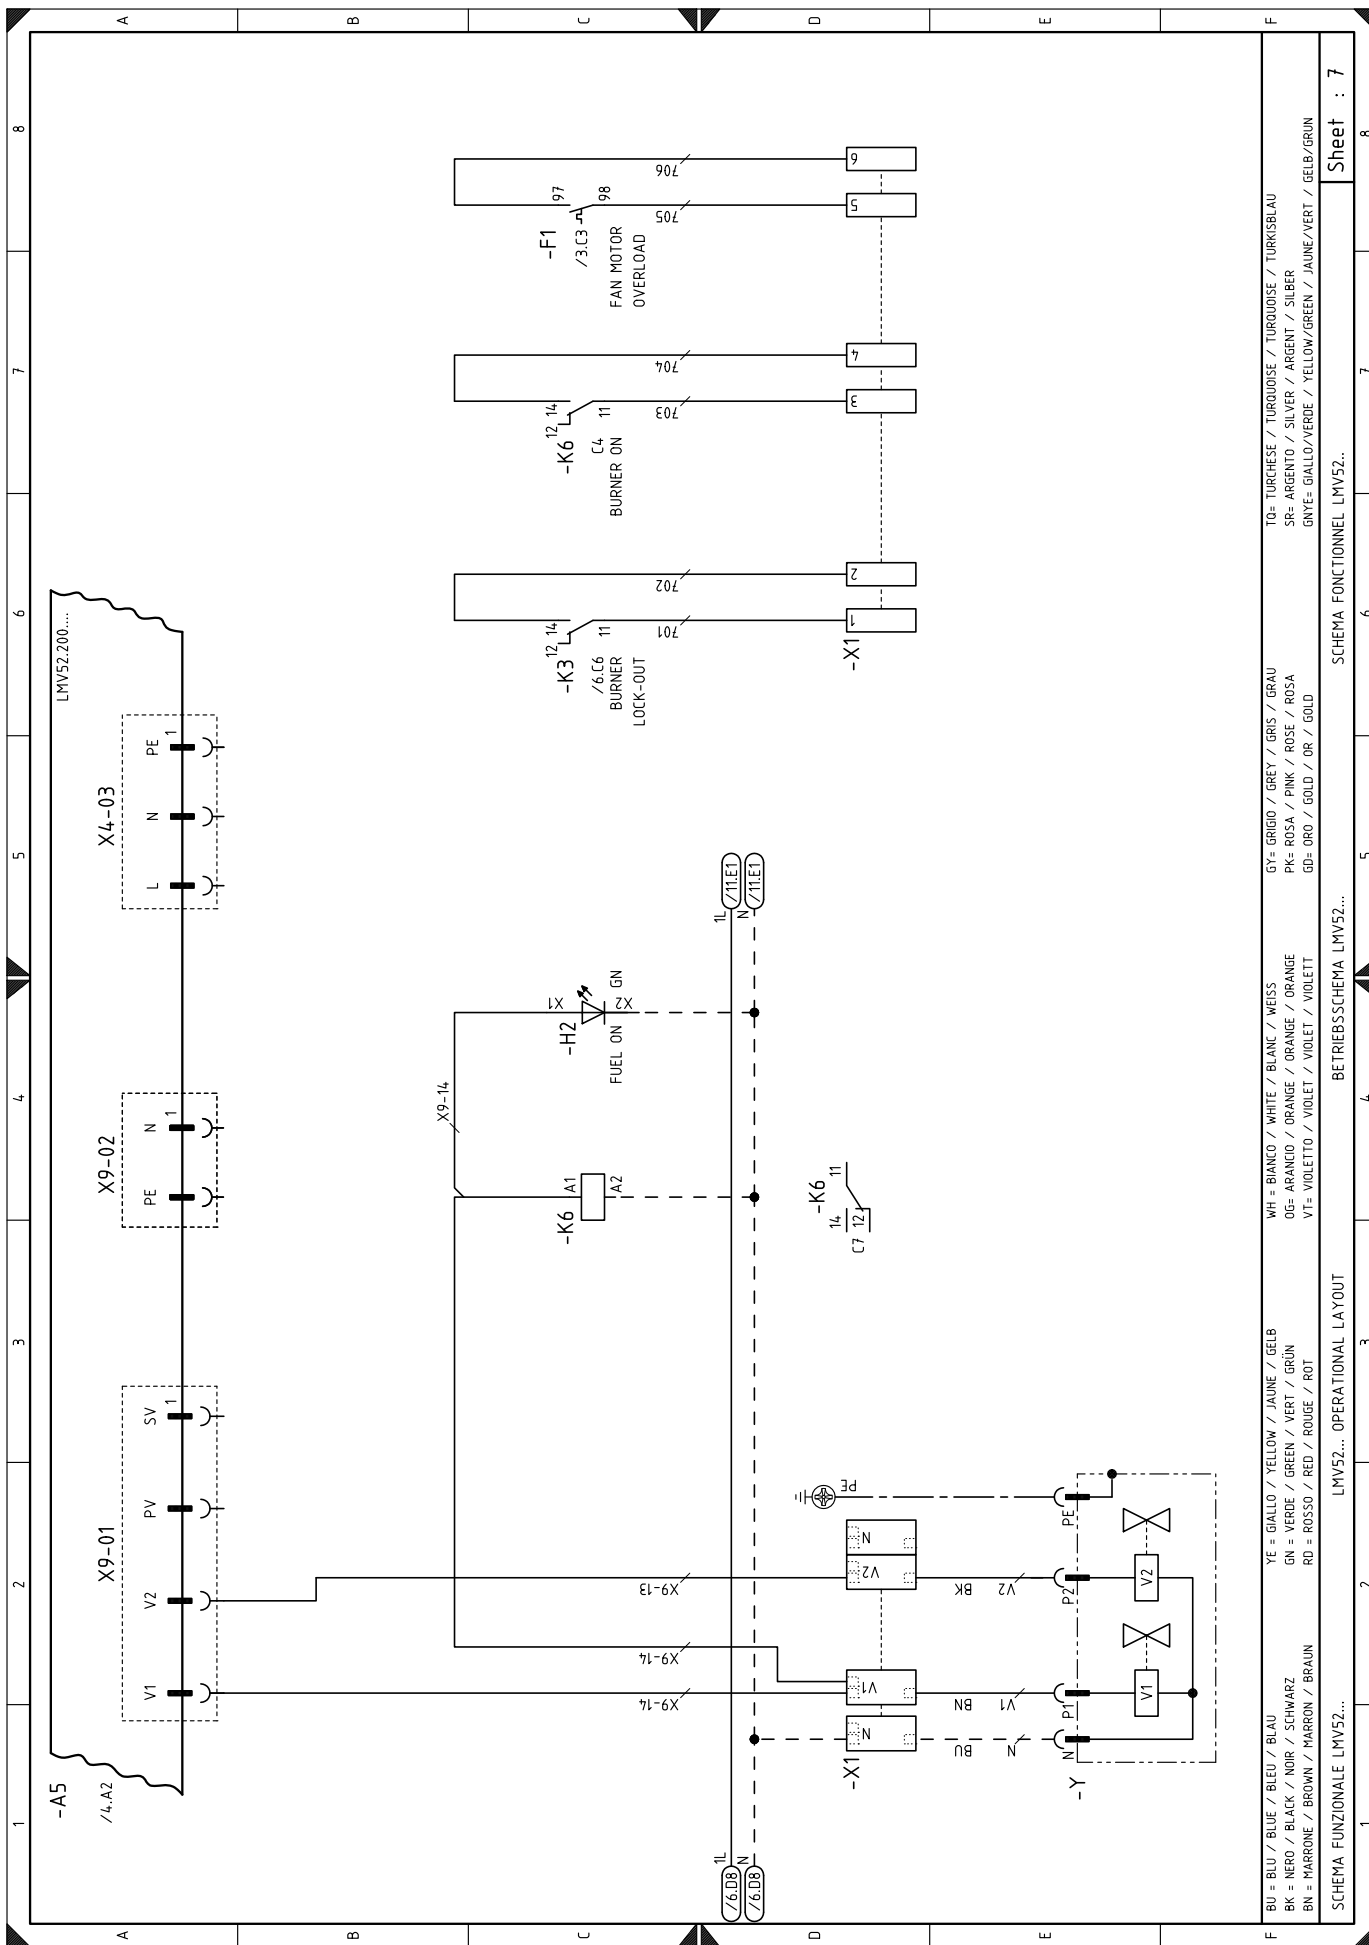 1 2 3 4 5 6 7 8
A A
B B
C C
D D
E E
F F
-A5
/4.A2
LMV52.200....
X9-01
V1 V2 PV SV 1
X9-02
PE N 1
X4-03
L N PE 1
X9-14
-K6 A1
A2
-H2 X1
X2
FUEL ON GN
-K3 12 14
/6.C6 11
BURNER
LOCK-OUT
-K6 12 14
C4 11
BURNER ON
-F1 97
/3.C3 98
FAN MOTOR
OVERLOAD
X9-14 X9-14 X9-13
701 702 703 704 705 706
/6.D8 1L
/6.D8 N
1L /11.E1
N /11.E1
-X1
N V1 V2 N
PE
-K6
14 11
C7 12
-X1
1 2 3 4 5 6
BU BN BK
N V1 V2
-Y
N P1 P2 PE
V1 V2
BU = BLU / BLUE / BLEU / BLAU
BK = NERO / BLACK / NOIR / SCHWARZ
BN = MARRONE / BROWN / MARRON / BRAUN
YE = GIALLO / YELLOW / JAUNE / GELB
GN = VERDE / GREEN / VERT / GRÜN
RD = ROSSO / RED / ROUGE / ROT
WH = BIANCO / WHITE / BLANC / WEISS
OG= ARANCIO / ORANGE / ORANGE / ORANGE
VT= VIOLETTO / VIOLET / VIOLET / VIOLETT
GY= GRIGIO / GREY / GRIS / GRAU
PK= ROSA / PINK / ROSE / ROSA
GD= ORO / GOLD / OR / GOLD
TQ= TURCHESE / TURQUOISE / TURQUOISE / TURKISBLAU
SR= ARGENTO / SILVER / ARGENT / SILBER
GNYE= GIALLO/VERDE / YELLOW/GREEN / JAUNE/VERT / GELB/GRUN
SCHEMA FUNZIONALE LMV52... LMV52... OPERATIONAL LAYOUT BETRIEBSSCHEMA LMV52... SCHEMA FONCTIONNEL LMV52..
Sheet : 7
1 2 3 4 5 6 7 8